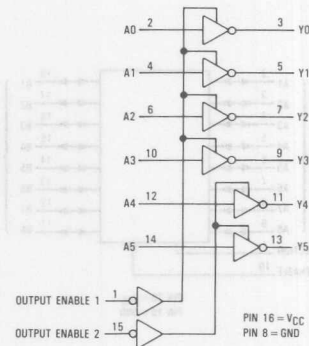 A0 2 3 Y0
A1 4 5 Y1
A2 6 7 Y2
A3 10 9 Y3
A4 12 11 Y4
A5 14 13 Y5
OUTPUT ENABLE 1 1
OUTPUT ENABLE 2 15
PIN 16 = VCC
PIN 8 = GND